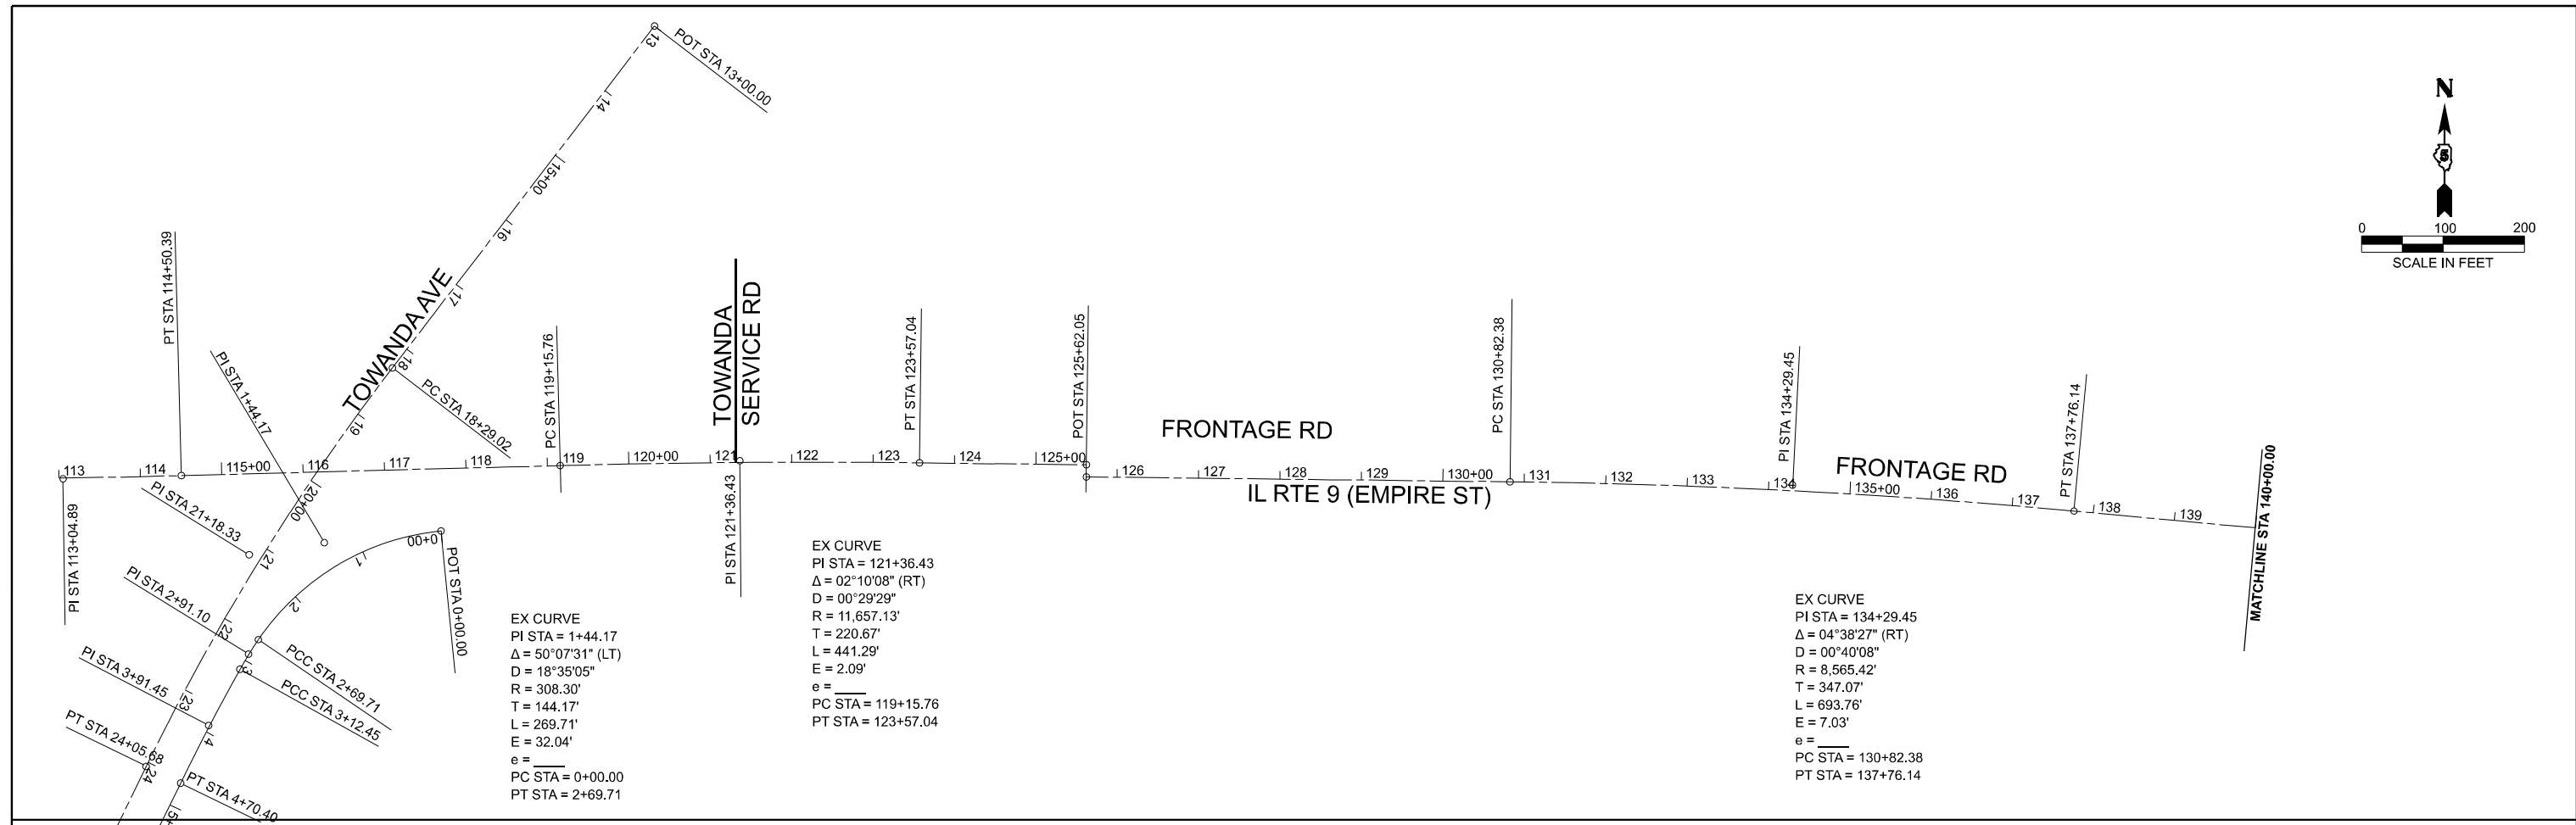 POT STA 13+00.00
13
14
15+00
16
17
18
19
20+00
21
22
23
24
TOWANDA AVE
N
5
0 100 200
SCALE IN FEET
PT STA 114+50.39
PI STA 1+44.17
PC STA 18+29.02
PC STA 119+15.76
TOWANDA
SERVICE RD
PT STA 123+57.04
POT STA 125+62.05
PC STA 130+82.38
PI STA 134+29.45
PT STA 137+76.14
MATCHLINE STA 140+00.00
FRONTAGE RD
FRONTAGE RD
113 114 115+00 116 117 118 119 120+00 121 122 123 124 125+00 126 127 128 129 130+00 131 132 133 134 135+00 136 137 138 139
IL RTE 9 (EMPIRE ST)
PI STA 113+04.89
PI STA 21+18.33
PI STA 2+91.10
PI STA 3+91.45
PT STA 24+05.68
PT STA 4+70.40
PCC STA 2+69.71
PCC STA 3+12.45
POT STA 0+00.00
0+00
1
2
3
4
5+
PI STA 121+36.43
EX CURVE
PI STA = 1+44.17
Δ = 50°07'31" (LT)
D = 18°35'05"
R = 308.30'
T = 144.17'
L = 269.71'
E = 32.04'
e = ____
PC STA = 0+00.00
PT STA = 2+69.71
EX CURVE
PI STA = 121+36.43
Δ = 02°10'08" (RT)
D = 00°29'29"
R = 11,657.13'
T = 220.67'
L = 441.29'
E = 2.09'
e = ____
PC STA = 119+15.76
PT STA = 123+57.04
EX CURVE
PI STA = 134+29.45
Δ = 04°38'27" (RT)
D = 00°40'08"
R = 8,565.42'
T = 347.07'
L = 693.76'
E = 7.03'
e = ____
PC STA = 130+82.38
PT STA = 137+76.14